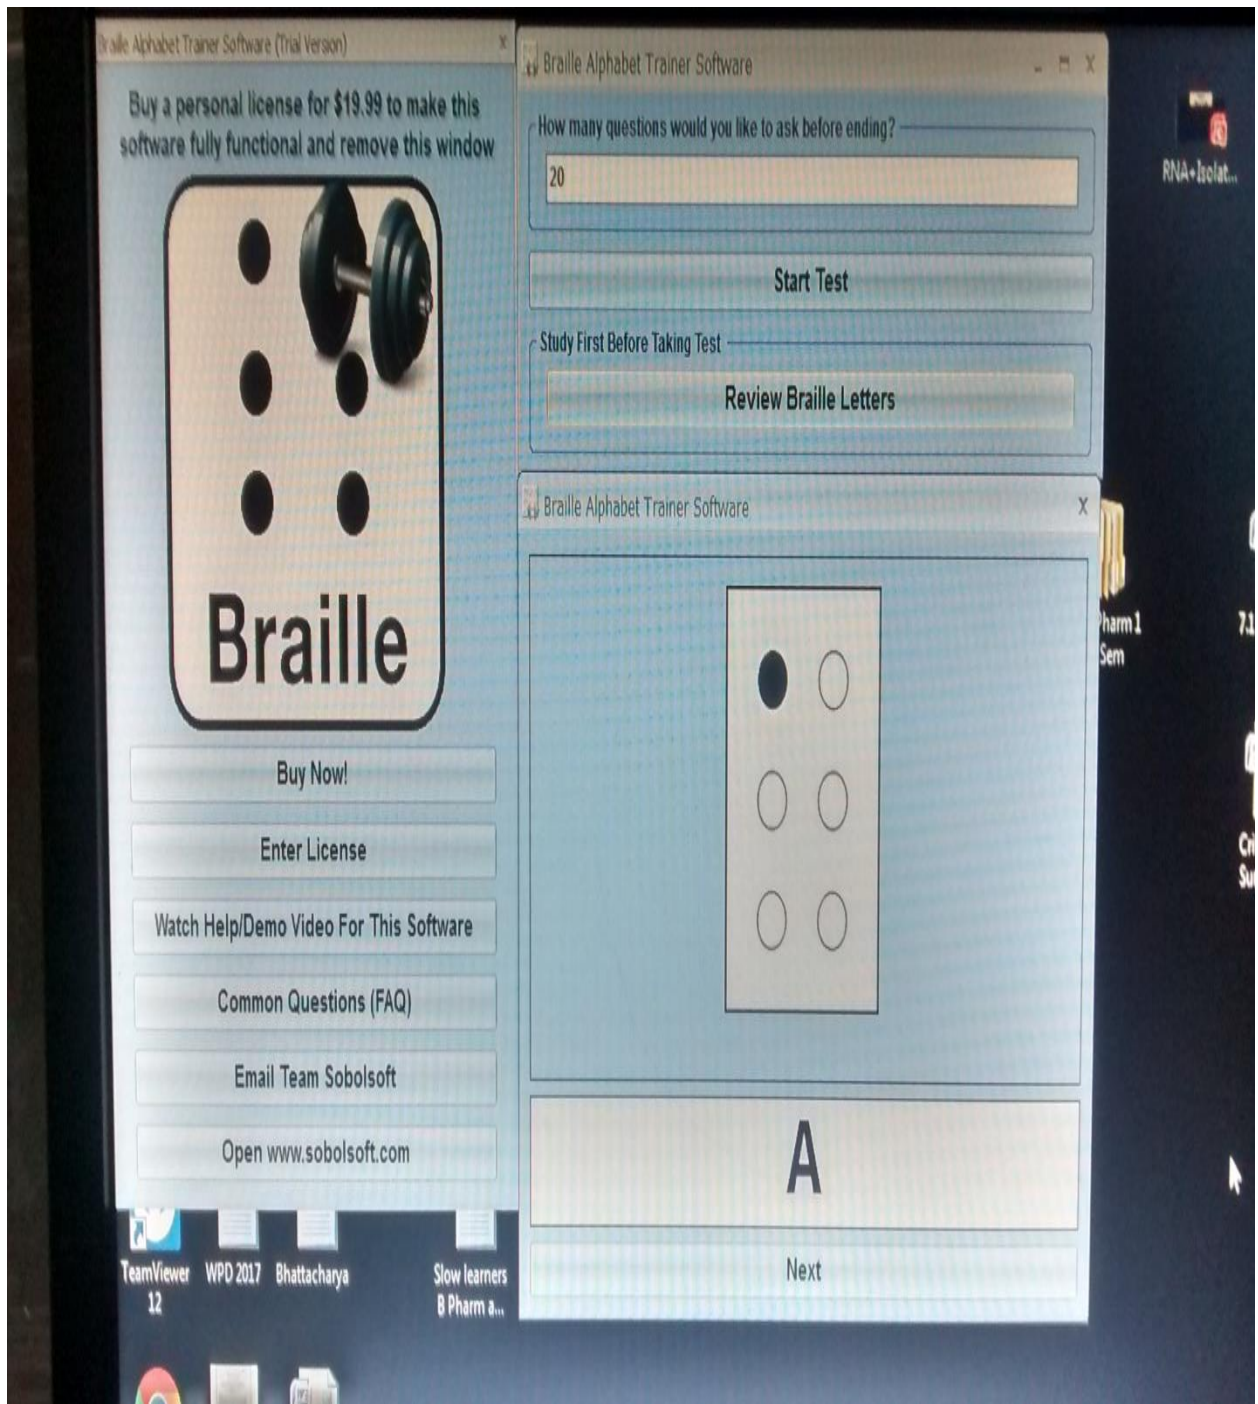 Braille Alphabet Trainer Software (Trial Version)
X
Buy a personal license for $19.99 to make this
software fully functional and remove this window
Braille
Buy Now!
Enter License
Watch Help/Demo Video For This Software
Common Questions (FAQ)
Email Team Sobolsoft
Open www.sobolsoft.com
Braille Alphabet Trainer Software
X
How many questions would you like to ask before ending?
20
Start Test
Study First Before Taking Test
Review Braille Letters
Braille Alphabet Trainer Software
X
A
Next
RNA+Isolat...
harm 1
Sem
TeamViewer
12
WPD 2017
Bhattacharya
Slow learners
B Pharm a...